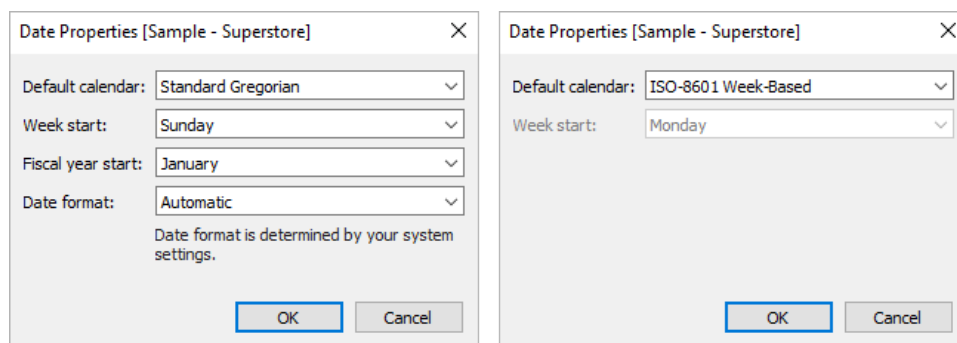 Date Properties [Sample - Superstore]
Default calendar: Standard Gregorian
Week start: Sunday
Fiscal year start: January
Date format: Automatic
Date format is determined by your system
settings.
OK Cancel
Date Properties [Sample - Superstore]
Default calendar: ISO-8601 Week-Based
Week start: Monday
OK Cancel